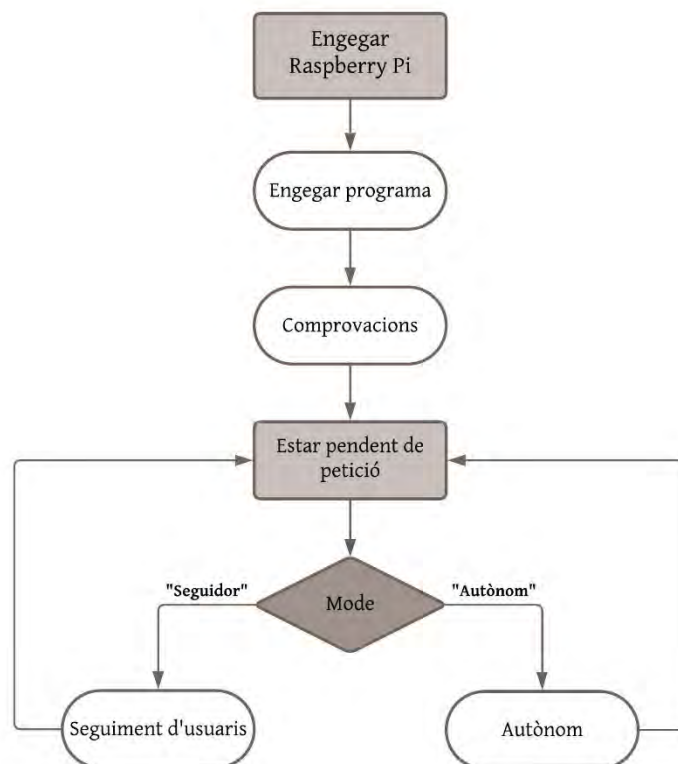 Engegar
Raspberry Pi
Engegar programa
Comprovacions
Estar pendent de
petició
"Seguidor"
Mode
"Autònom"
Seguiment d'usuaris
Autònom